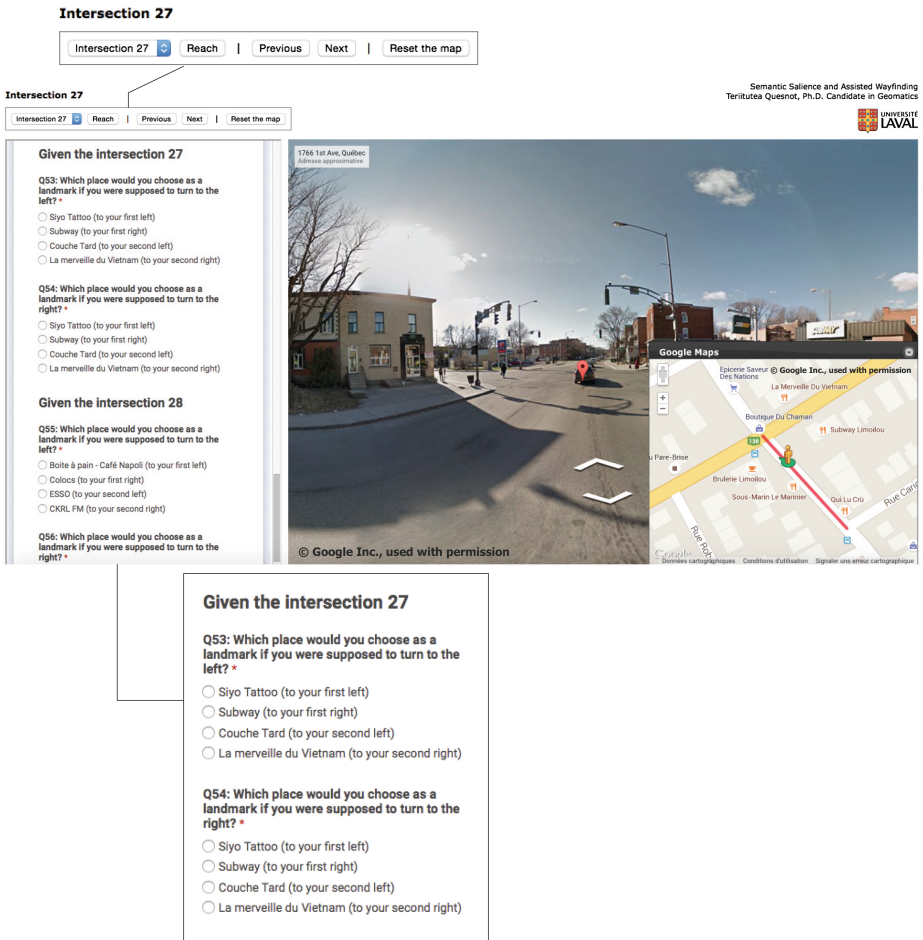 Intersection 27
Intersection 27 Reach | Previous Next | Reset the map
Semantic Salience and Assisted Wayfinding
Teriitutea Quesnot, Ph.D. Candidate in Geomatics
Intersection 27
Intersection 27 Reach | Previous Next | Reset the map
UNIVERSITÉ
LAVAL
Given the intersection 27
Q53: Which place would you choose as a
landmark if you were supposed to turn to the
left? *
Siyo Tattoo (to your first left)
Subway (to your first right)
Couche Tard (to your second left)
La merveille du Vietnam (to your second right)
Q54: Which place would you choose as a
landmark if you were supposed to turn to the
right? *
Siyo Tattoo (to your first left)
Subway (to your first right)
Couche Tard (to your second left)
La merveille du Vietnam (to your second right)
Given the intersection 28
Q55: Which place would you choose as a
landmark if you were supposed to turn to the
left? *
Boite à pain - Café Napoli (to your first left)
Colocs (to your first right)
ESSO (to your second left)
CKRL FM (to your second right)
Q56: Which place would you choose as a
landmark if you were supposed to turn to the
right? *
1766 1st Ave, Québec
Adresse approximative
SUBWAY
© Google Inc., used with permission
Google Maps
Epicerie Saveur
Des Nations
© Google Inc., used with permission
La Merveille Du Vietnam
Boutique Du Chaman
138
Subway Limoilou
u Pare-Brise
Brulerie Limoilou
Sous-Marin Le Marinier
Qui Lu Crü
Rue Cari
Rue Rob
Google
Données cartographiques Conditions d'utilisation Signaler une erreur cartographique
Given the intersection 27
Q53: Which place would you choose as a
landmark if you were supposed to turn to the
left? *
Siyo Tattoo (to your first left)
Subway (to your first right)
Couche Tard (to your second left)
La merveille du Vietnam (to your second right)
Q54: Which place would you choose as a
landmark if you were supposed to turn to the
right? *
Siyo Tattoo (to your first left)
Subway (to your first right)
Couche Tard (to your second left)
La merveille du Vietnam (to your second right)